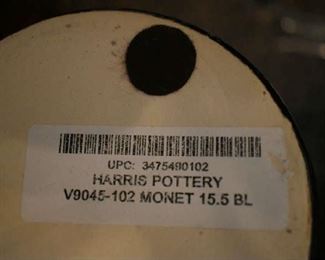 UPC: 3475490102
HARRIS POTTERY
V9045-102 MONET 15.5 BL